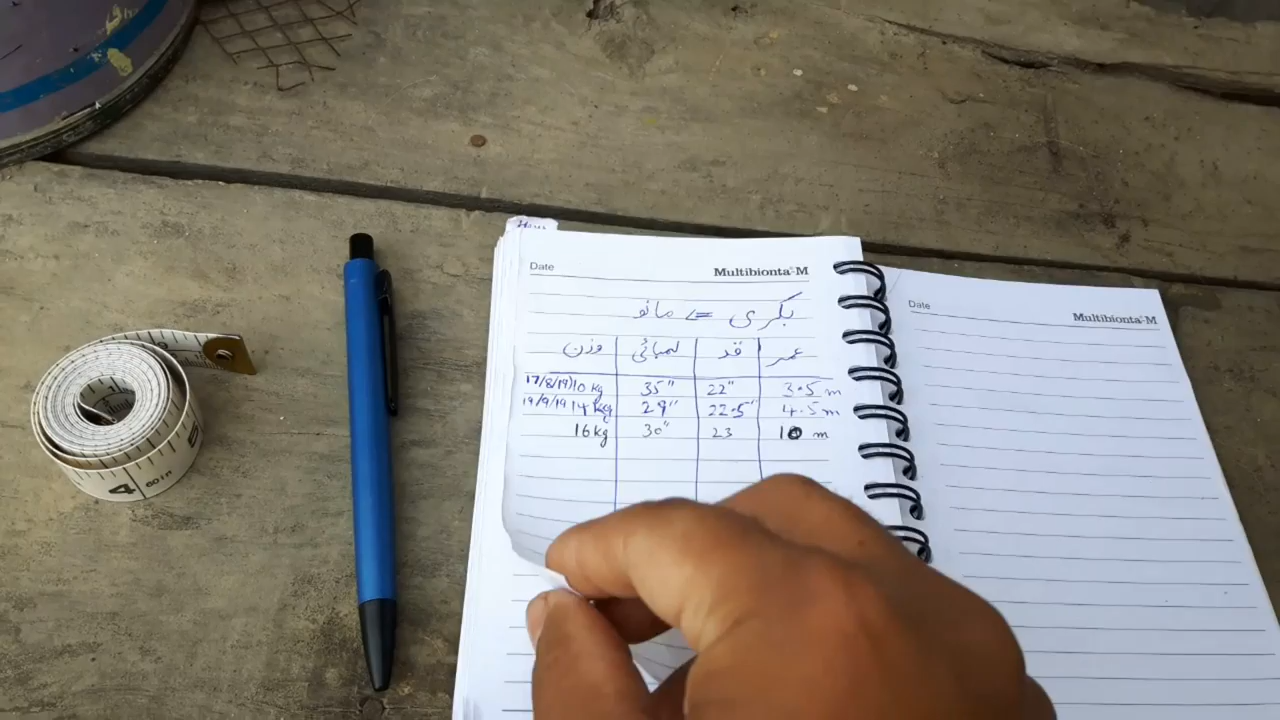 Date Multibionta-M
بکری => مانو
عمر قد لمبائی وزن
17/8/19) 10 kg 35" 22" 3.5 m
19/9/19 14 kg 29" 22.5" 4.5 m
16 kg 30" 23 10 m
Date Multibionta-M
4
60 in